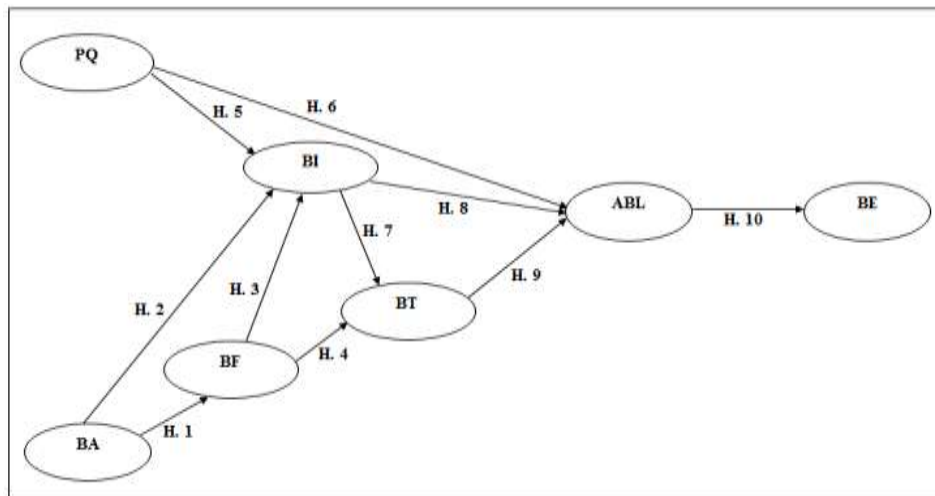 PQ
H. 6
H. 5
BI
ABL
BE
H. 8
H. 10
H. 7
H. 9
H. 3
BT
H. 2
H. 4
BF
H. 1
BA